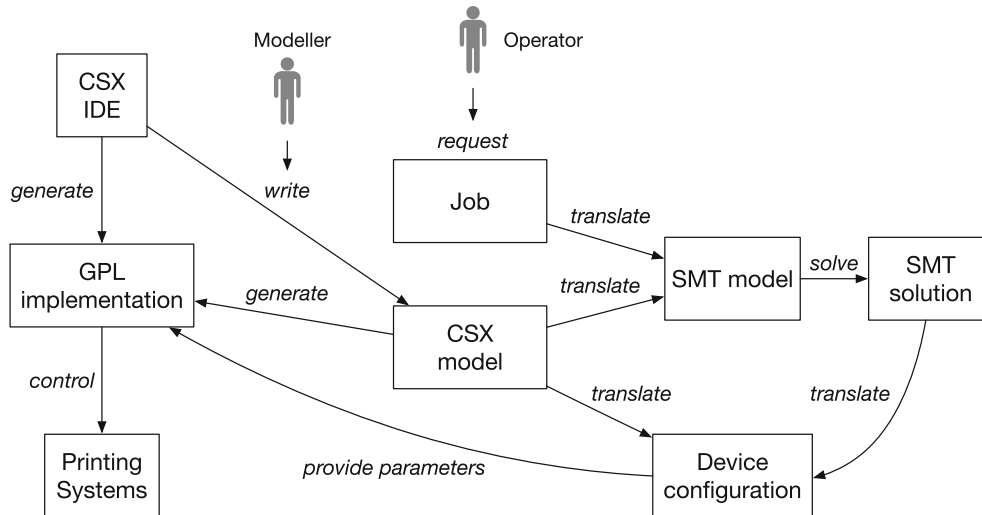 Modeller
Operator
CSX
IDE
request
generate
write
Job
translate
GPL
implementation
generate
translate
SMT model
solve
SMT
solution
CSX
model
control
translate
translate
Printing
Systems
provide parameters
Device
configuration